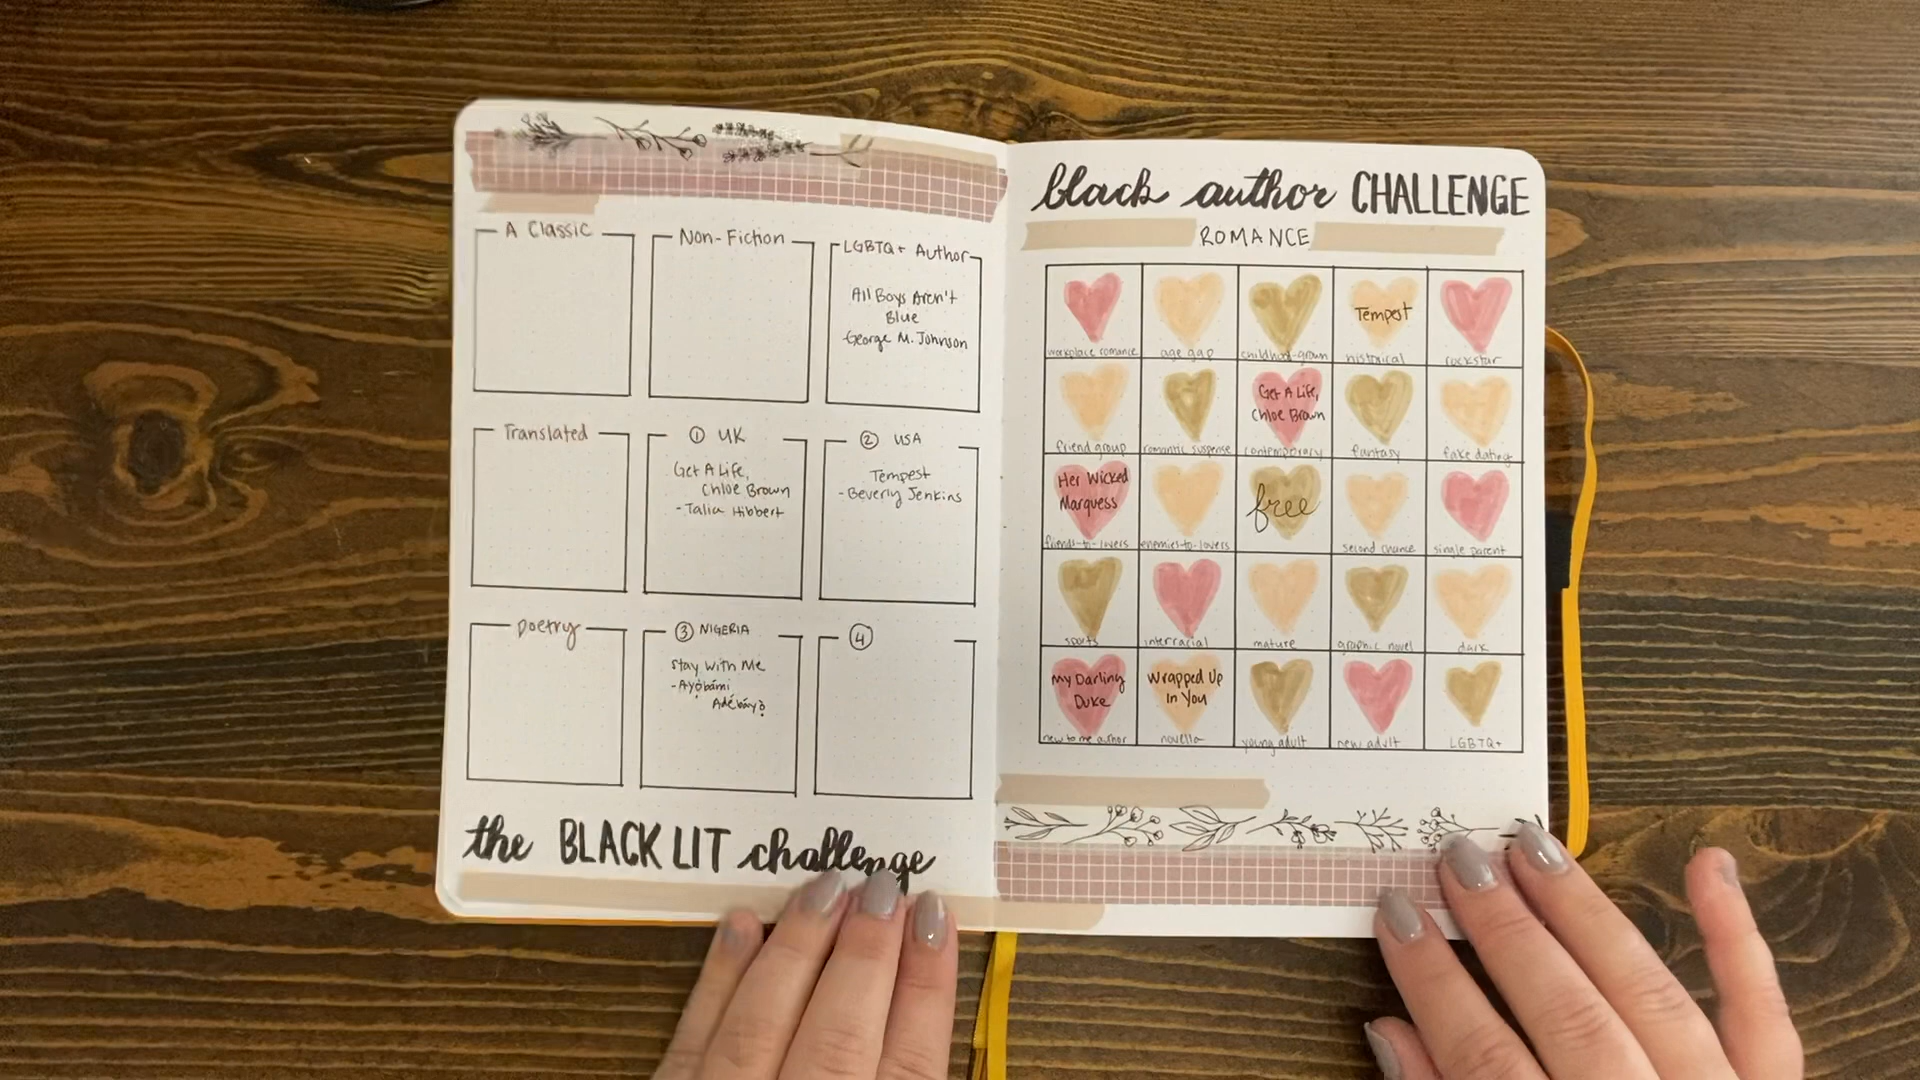 A Classic
Non-Fiction
LGBTQ+ Author
All Boys Aren't
Blue
George M. Johnson
Translated
① UK
Get A Life,
Chloe Brown
- Talia Hibbert
② USA
Tempest
- Beverly Jenkins
poetry
③ NIGERIA
Stay With Me
- Ayọ̀bámi
Adébáyọ̀
④
the BLACK LIT challenge
black author CHALLENGE
ROMANCE
workplace romance
age gap
childhood-grown
Tempest
historical
rockstar
friend group
romantic suspense
Get A Life,
Chloe Brown
contemporary
fantasy
fake dating
Her Wicked
Marquess
friends-to-lovers
enemies-to-lovers
free
second chance
single parent
sports
interracial
mature
graphic novel
dark
My Darling
Duke
new to me author
Wrapped Up
In You
novella
young adult
new adult
LGBTQ+